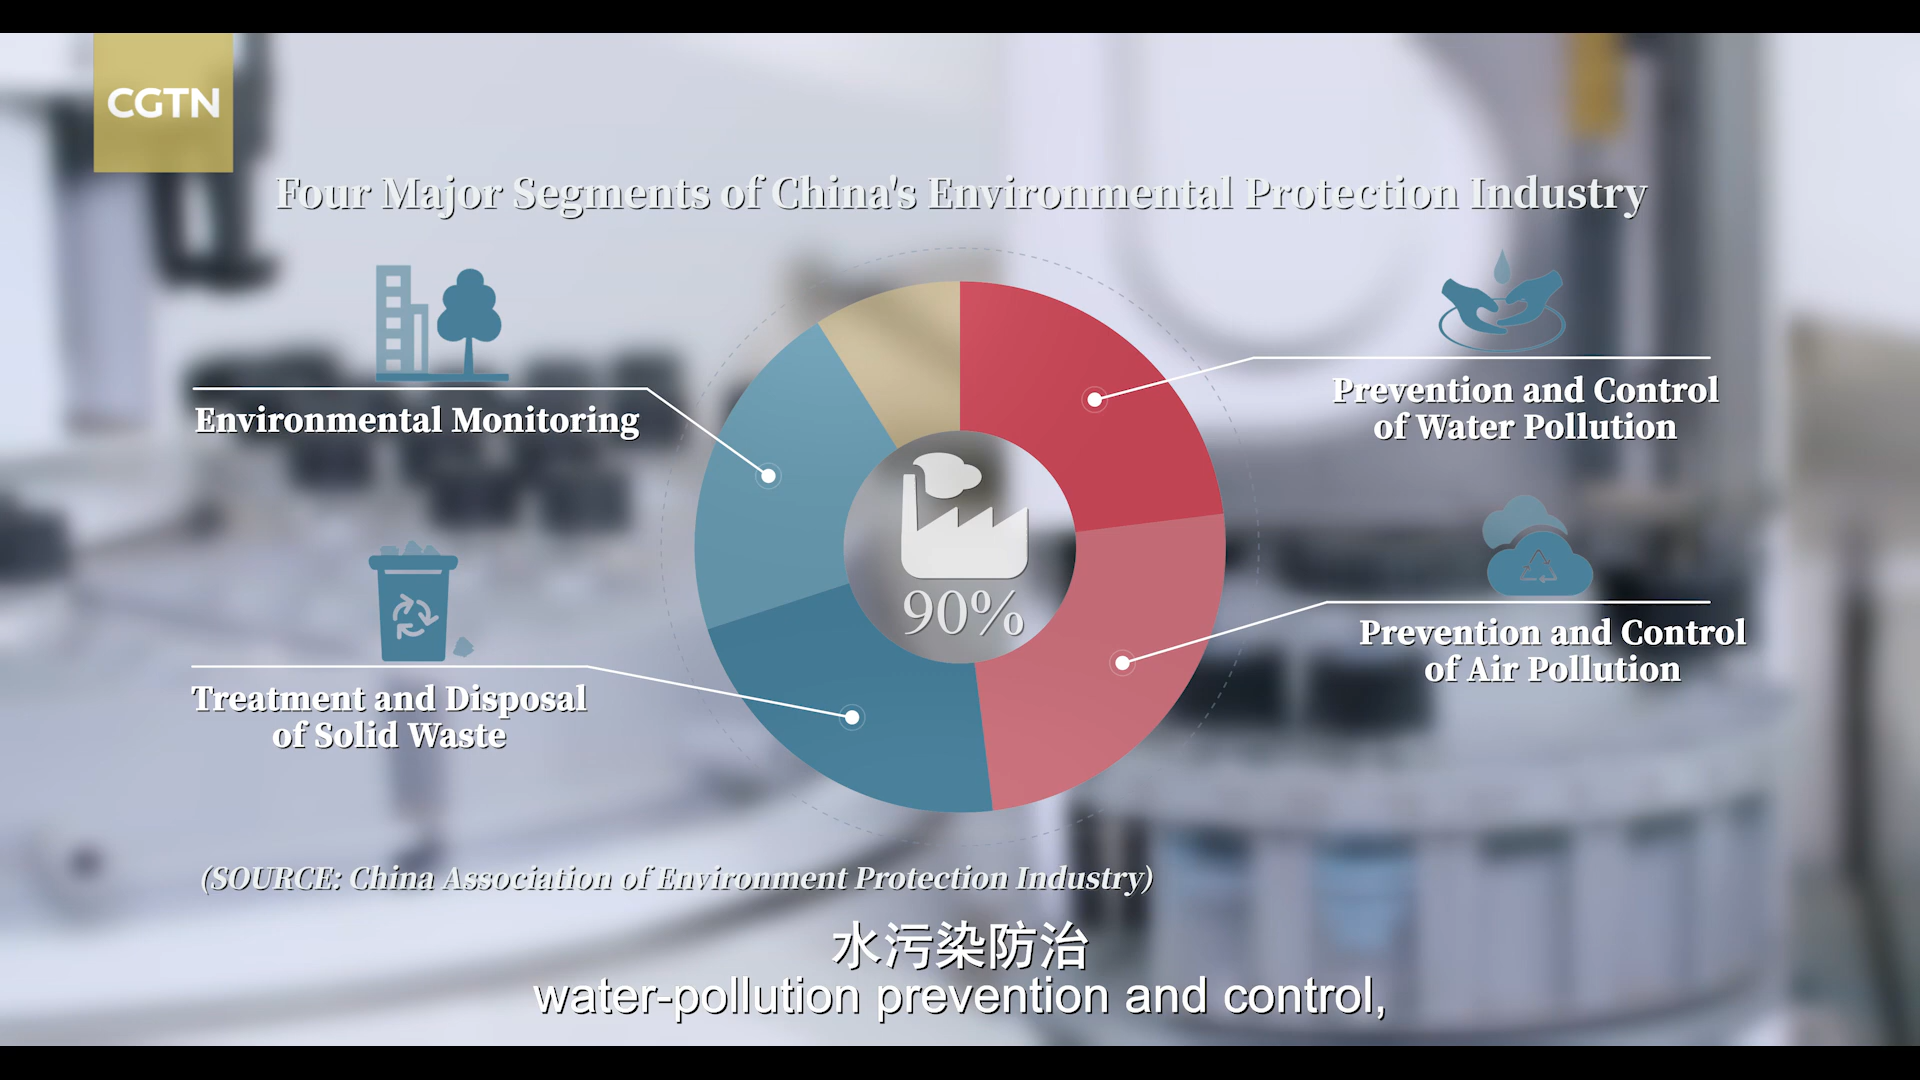 CGTN
Four Major Segments of China's Environmental Protection Industry
Environmental Monitoring
Prevention and Control
of Water Pollution
90%
Treatment and Disposal
of Solid Waste
Prevention and Control
of Air Pollution
(SOURCE: China Association of Environment Protection Industry)
水污染防治
water-pollution prevention and control,